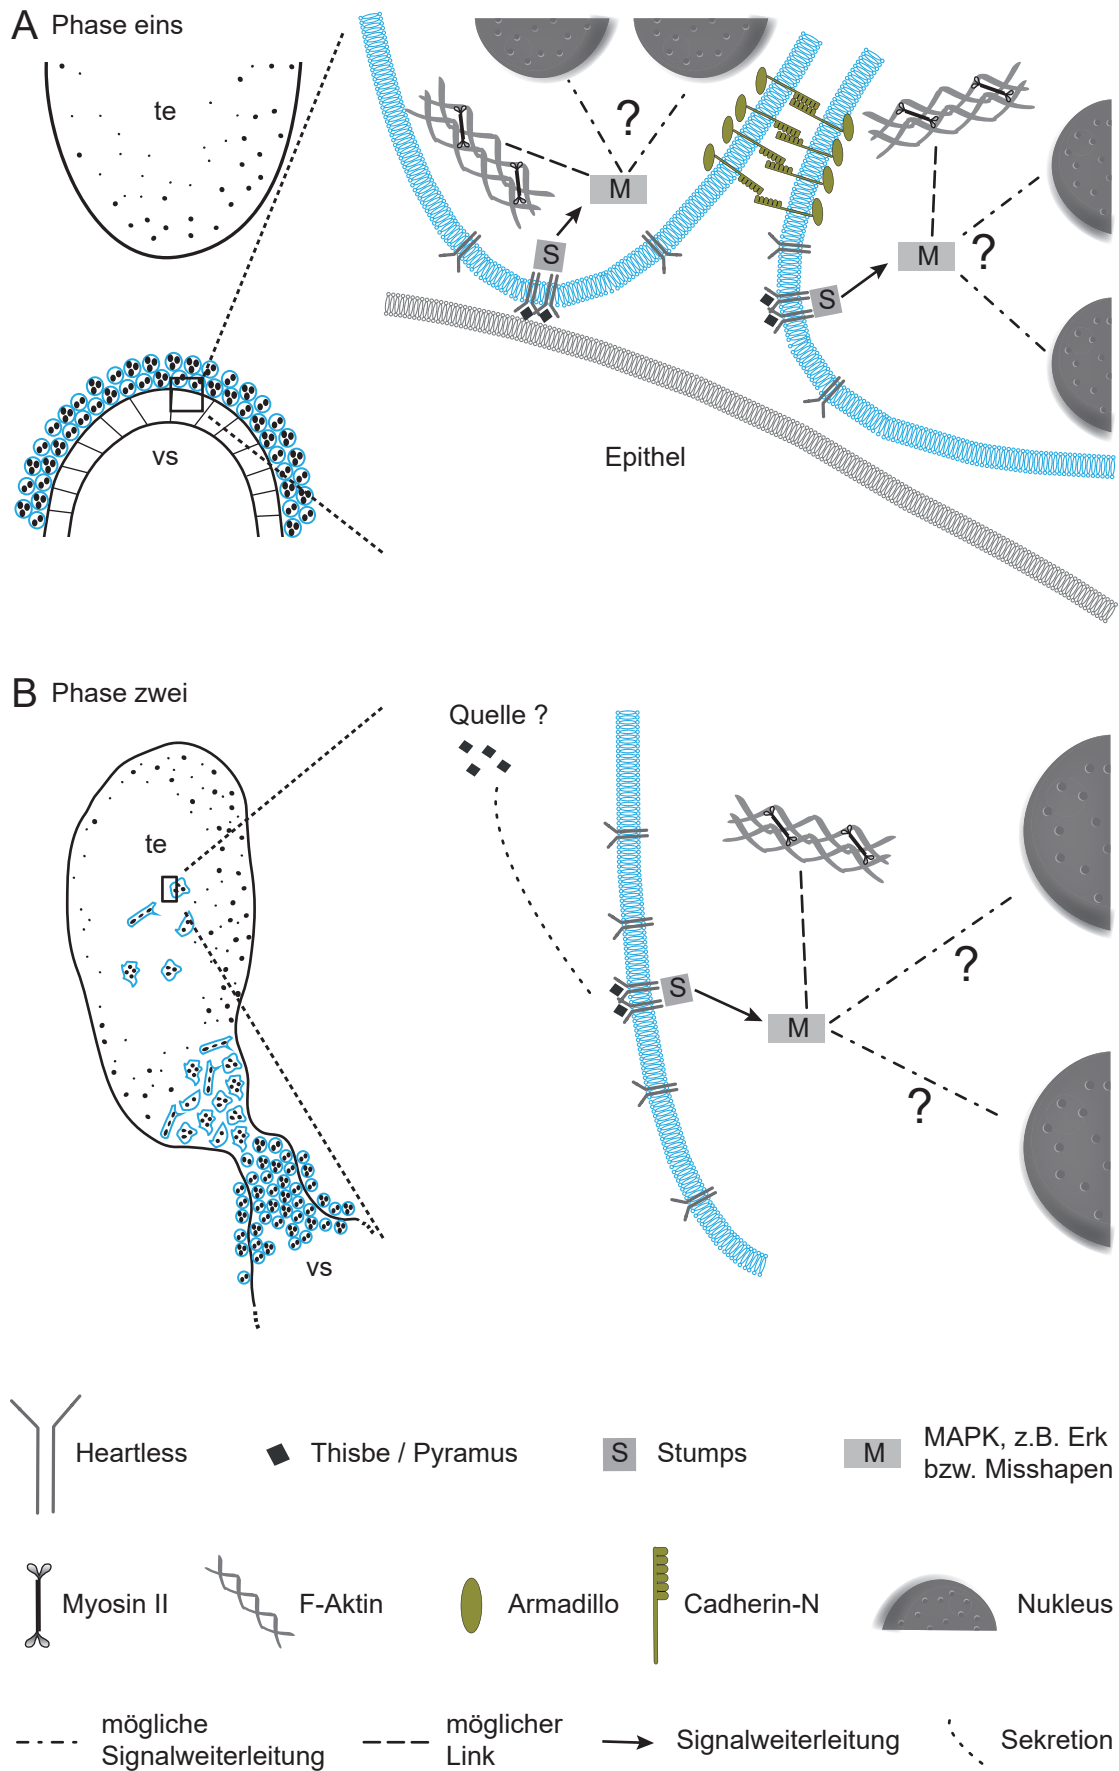 A Phase eins
te
vs
?
M
S
?
M
S
Epithel
B Phase zwei
Quelle ?
te
vs
S
M
?
?
Heartless
Thisbe / Pyramus
S Stumps
M MAPK, z.B. Erk
bzw. Misshapen
Myosin II
F-Aktin
Armadillo
Cadherin-N
Nukleus
mögliche
Signalweiterleitung
möglicher
Link
Signalweiterleitung
Sekretion